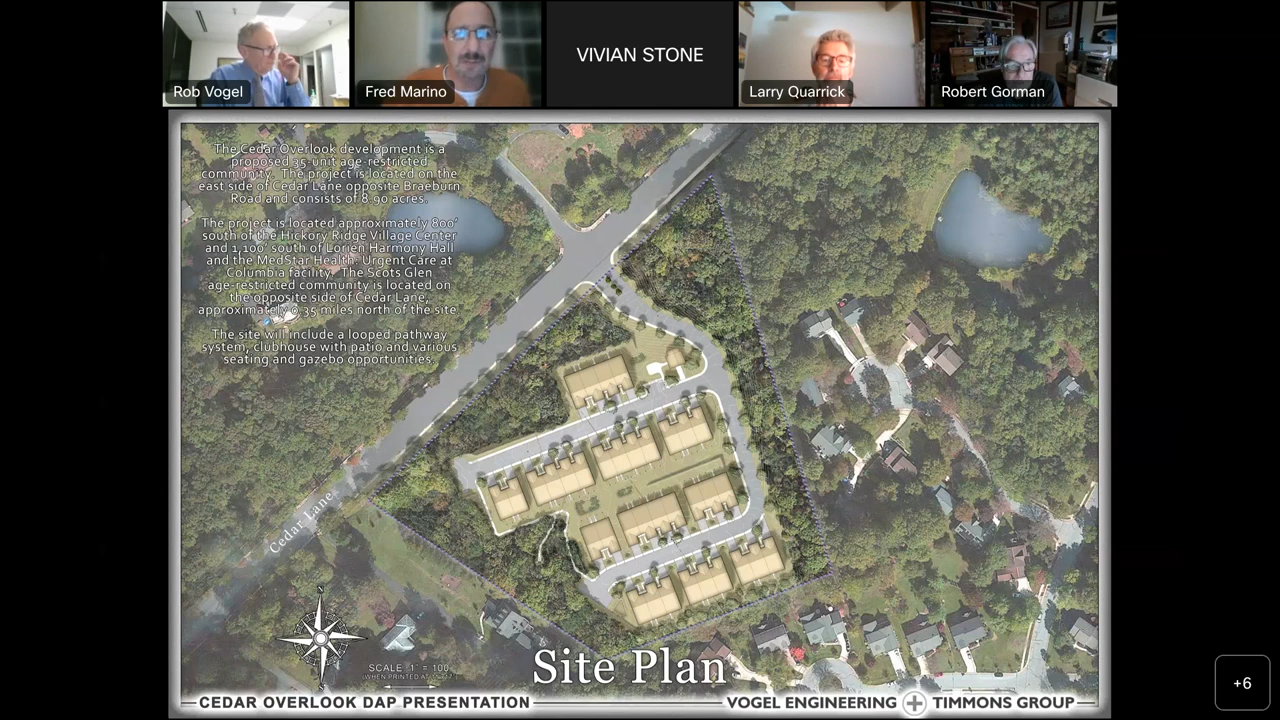 VIVIAN STONE
Rob Vogel
Fred Marino
Larry Quarrick
Robert Gorman
The Cedar Overlook development is a
proposed 35-unit age-restricted
community. The project is located on the
east side of Cedar Lane opposite Braeburn
Road and consists of 8.90 acres.
The project is located approximately 800'
south of the Hickory Ridge Village Center
and 1,100' south of Lorien Harmony Hall
and the MedStar Health: Urgent Care at
Columbia facility. The Scots Glen
age-restricted community is located on
the opposite side of Cedar Lane,
approximately 0.35 miles north of the site.
The site will include a looped pathway
system, clubhouse with patio and various
seating and gazebo opportunities.
Cedar Lane
SCALE 1" = 100'
Site Plan
CEDAR OVERLOOK DAP PRESENTATION
VOGEL ENGINEERING + TIMMONS GROUP
+6